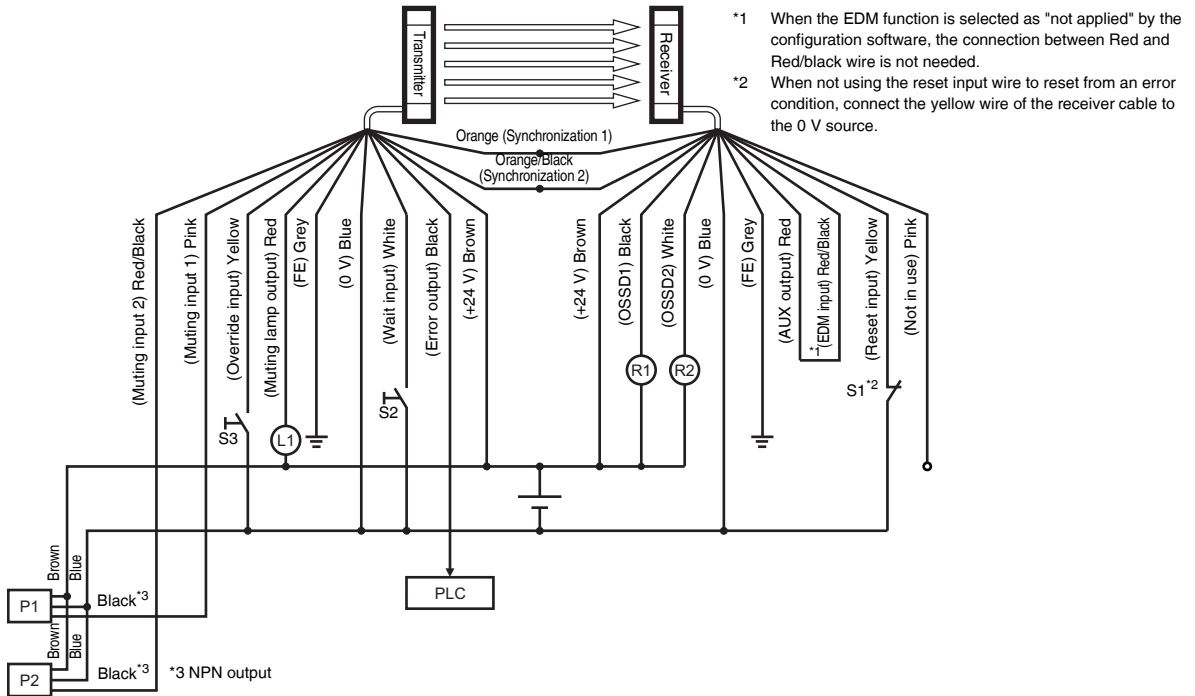 Transmitter
Receiver
*1 When the EDM function is selected as "not applied" by the
configuration software, the connection between Red and
Red/black wire is not needed.
*2 When not using the reset input wire to reset from an error
condition, connect the yellow wire of the receiver cable to
the 0 V source.
Orange (Synchronization 1)
Orange/Black
(Synchronization 2)
(Muting input 2) Red/Black
(Muting input 1) Pink
(Override input) Yellow
(Muting lamp output) Red
(FE) Grey
(0 V) Blue
(Wait input) White
(Error output) Black
(+24 V) Brown
(+24 V) Brown
(OSSD1) Black
(OSSD2) White
(0 V) Blue
(FE) Grey
(AUX output) Red
*1
(EDM input) Red/Black
(Reset input) Yellow
(Not in use) Pink
R1
R2
S1*2
S2
S3
L1
Brown
Blue
P1
Black*3
PLC
Brown
Blue
P2
Black*3
*3 NPN output